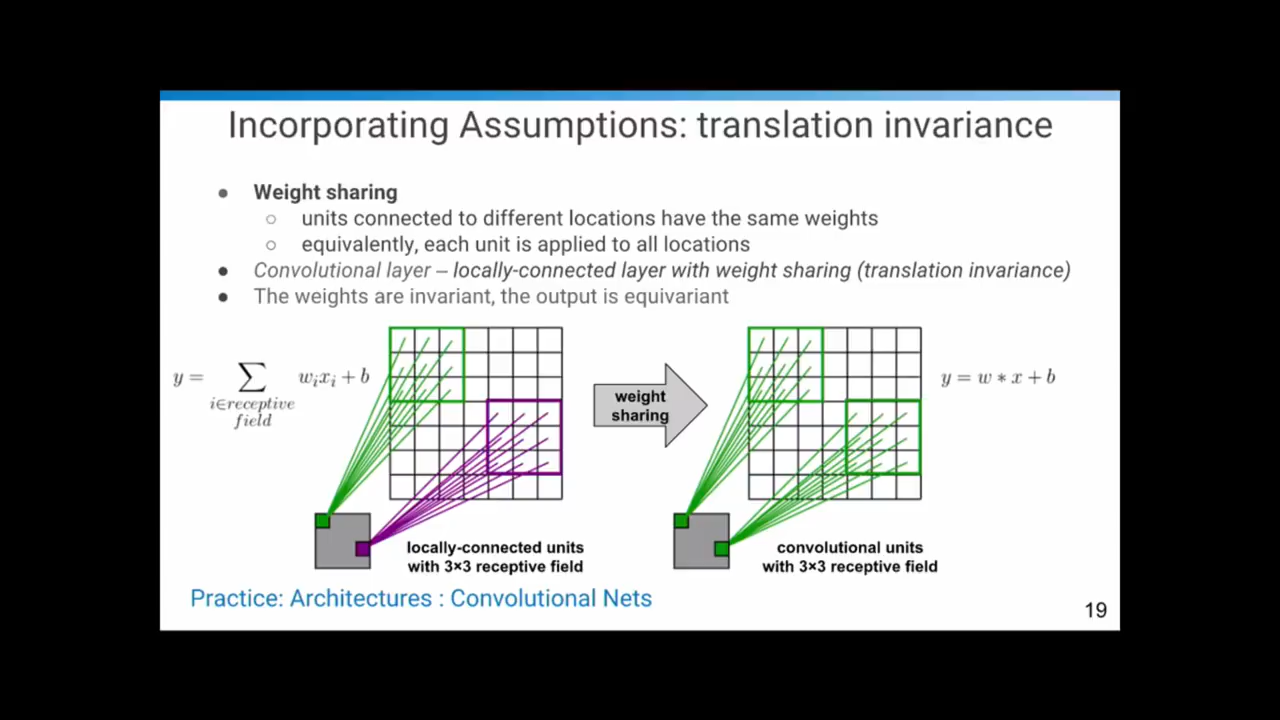 Incorporating Assumptions: translation invariance
● Weight sharing
○ units connected to different locations have the same weights
○ equivalently, each unit is applied to all locations
● Convolutional layer – locally-connected layer with weight sharing (translation invariance)
● The weights are invariant, the output is equivariant
y = ∑ wᵢxᵢ + b
i∈receptive
field
weight
sharing
y = w ∗ x + b
locally-connected units
with 3×3 receptive field
convolutional units
with 3×3 receptive field
Practice: Architectures : Convolutional Nets
19